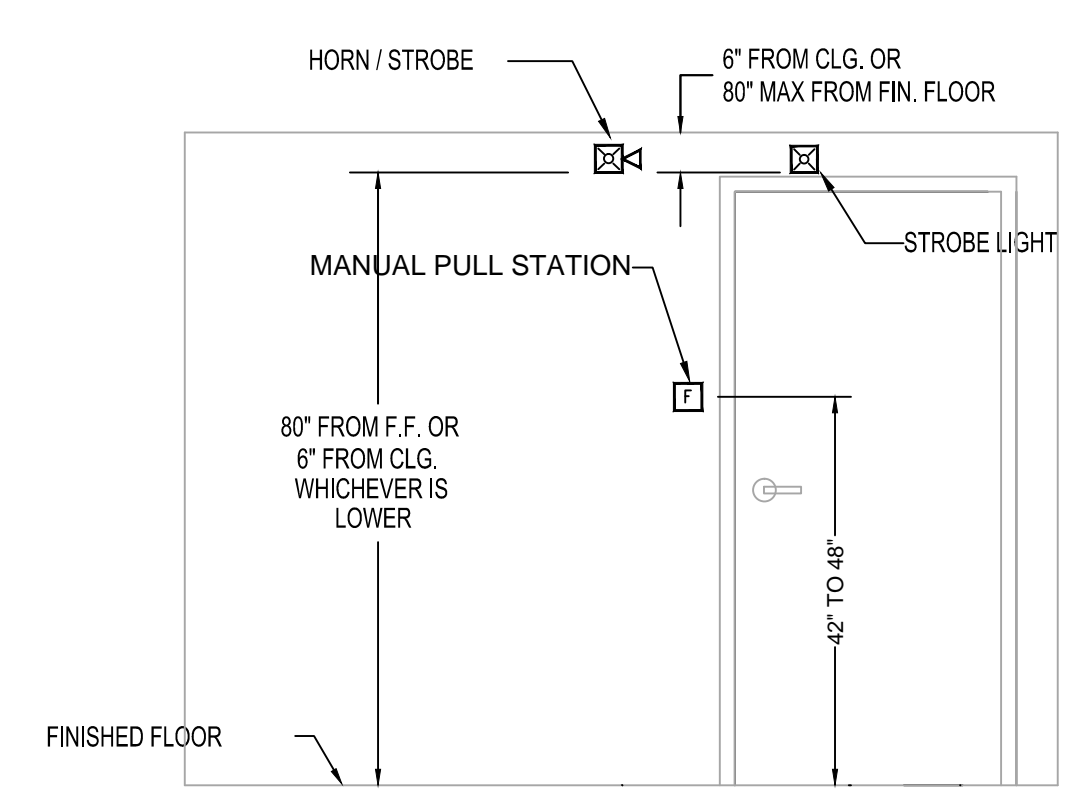 HORN / STROBE
6" FROM CLG. OR
80" MAX FROM FIN. FLOOR
STROBE LIGHT
MANUAL PULL STATION
F
80" FROM F.F. OR
6" FROM CLG.
WHICHEVER IS
LOWER
42" TO 48"
FINISHED FLOOR